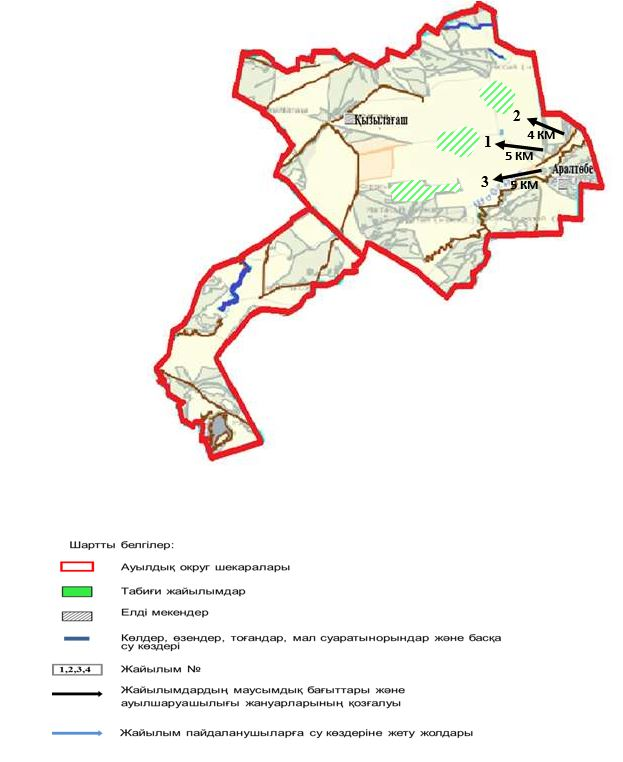 Қызылағаш
2
4 КМ
1
5 КМ
Аралтөбе
3
5 КМ
Шартты белгілер:
Ауылдық округ шекаралары
Табиғи жайылымдар
Елді мекендер
Көлдер, өзендер, тоғандар, мал суаратынорындар және басқа
су көздері
1,2,3,4 Жайылым №
Жайылымдардың маусымдық бағыттары және
ауылшаруашылығы жануарларының қозғалуы
Жайылым пайдаланушыларға су көздеріне жету жолдары